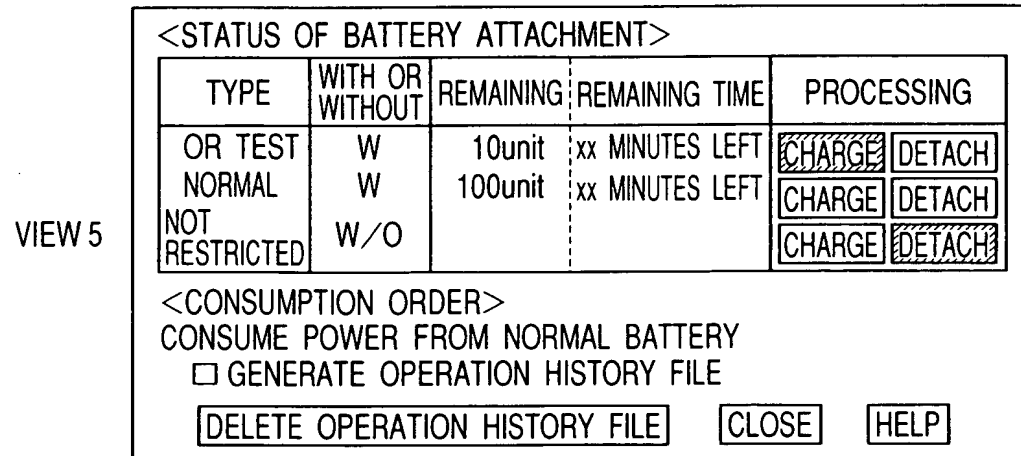 <STATUS OF BATTERY ATTACHMENT>
TYPE WITH OR WITHOUT REMAINING REMAINING TIME PROCESSING
OR TEST W 10unit xx MINUTES LEFT CHARGE DETACH
NORMAL W 100unit xx MINUTES LEFT CHARGE DETACH
NOT RESTRICTED W/O CHARGE DETACH
VIEW 5
<CONSUMPTION ORDER>
CONSUME POWER FROM NORMAL BATTERY
□ GENERATE OPERATION HISTORY FILE
DELETE OPERATION HISTORY FILE CLOSE HELP